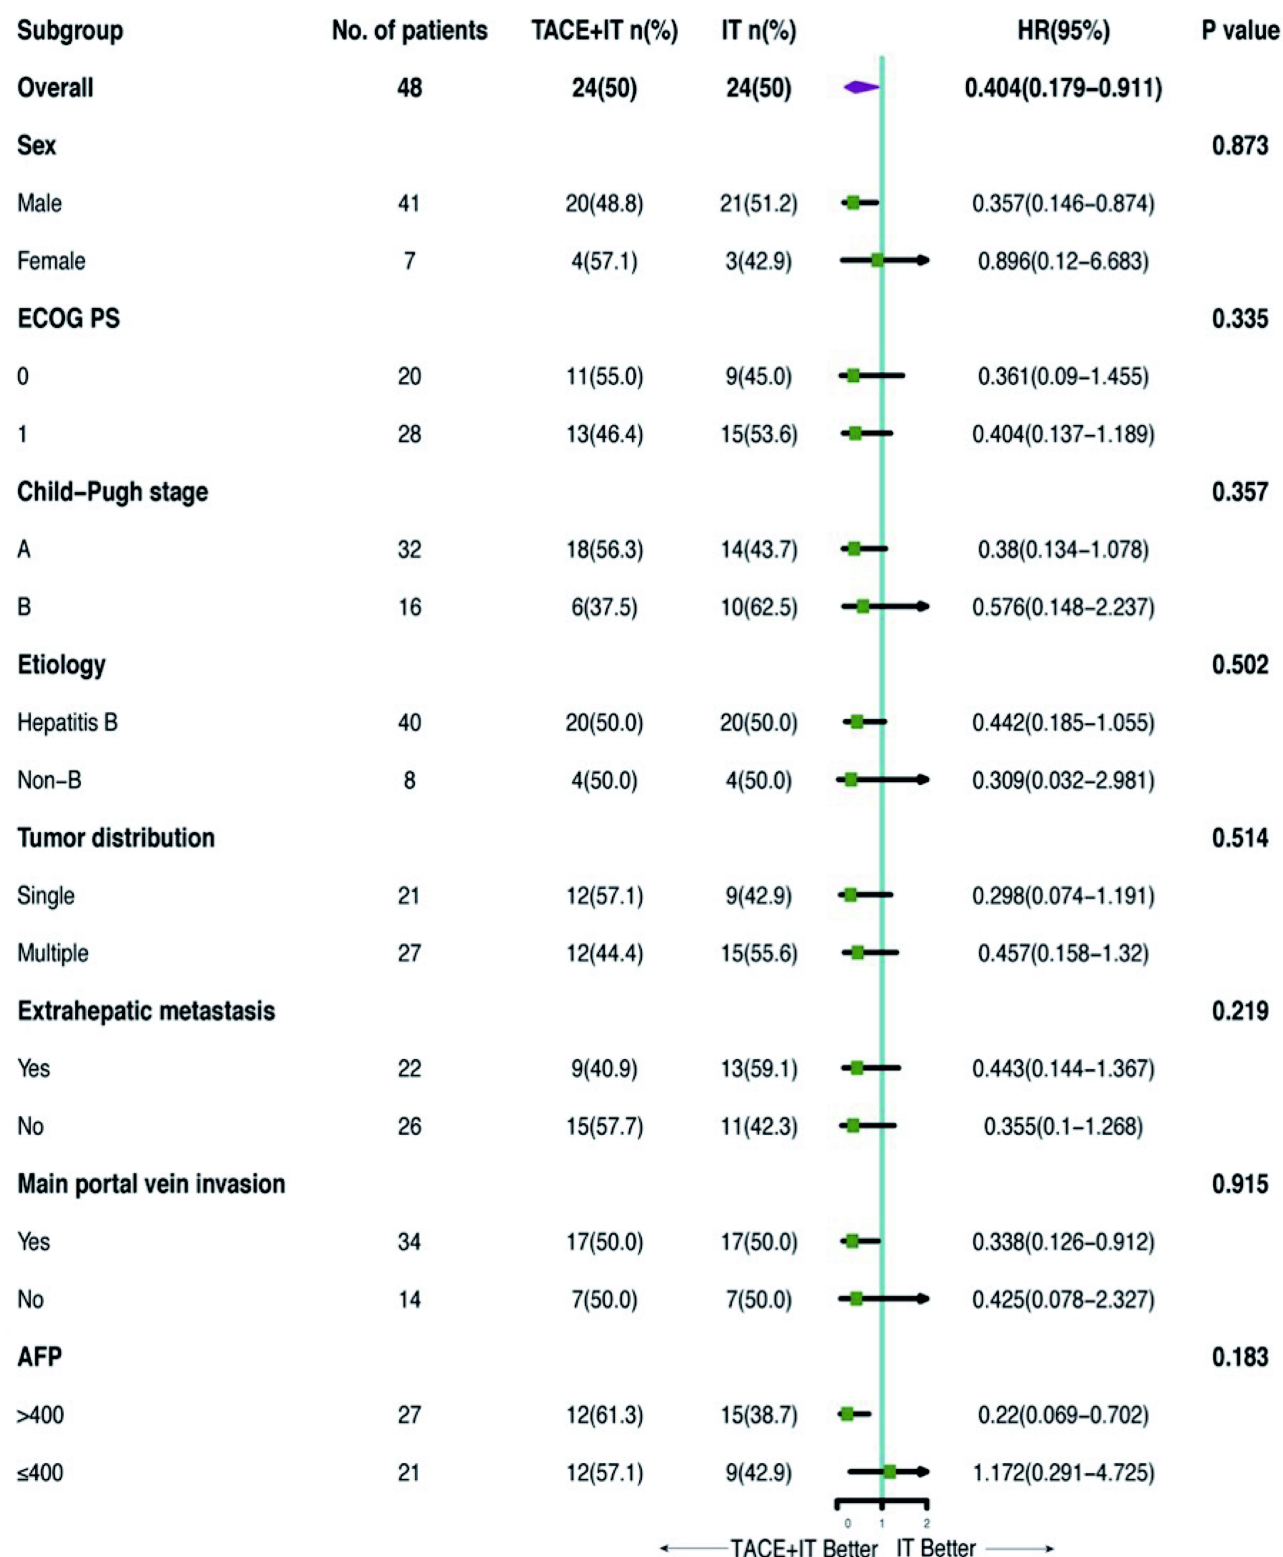 Subgroup No. of patients TACE+IT n(%) IT n(%) HR(95%) P value
Overall 48 24(50) 24(50) 0.404(0.179–0.911)
Sex 0.873
Male 41 20(48.8) 21(51.2) 0.357(0.146–0.874)
Female 7 4(57.1) 3(42.9) 0.896(0.12–6.683)
ECOG PS 0.335
0 20 11(55.0) 9(45.0) 0.361(0.09–1.455)
1 28 13(46.4) 15(53.6) 0.404(0.137–1.189)
Child–Pugh stage 0.357
A 32 18(56.3) 14(43.7) 0.38(0.134–1.078)
B 16 6(37.5) 10(62.5) 0.576(0.148–2.237)
Etiology 0.502
Hepatitis B 40 20(50.0) 20(50.0) 0.442(0.185–1.055)
Non–B 8 4(50.0) 4(50.0) 0.309(0.032–2.981)
Tumor distribution 0.514
Single 21 12(57.1) 9(42.9) 0.298(0.074–1.191)
Multiple 27 12(44.4) 15(55.6) 0.457(0.158–1.32)
Extrahepatic metastasis 0.219
Yes 22 9(40.9) 13(59.1) 0.443(0.144–1.367)
No 26 15(57.7) 11(42.3) 0.355(0.1–1.268)
Main portal vein invasion 0.915
Yes 34 17(50.0) 17(50.0) 0.338(0.126–0.912)
No 14 7(50.0) 7(50.0) 0.425(0.078–2.327)
AFP 0.183
>400 27 12(61.3) 15(38.7) 0.22(0.069–0.702)
≤400 21 12(57.1) 9(42.9) 1.172(0.291–4.725)
0 1 2
TACE+IT Better IT Better